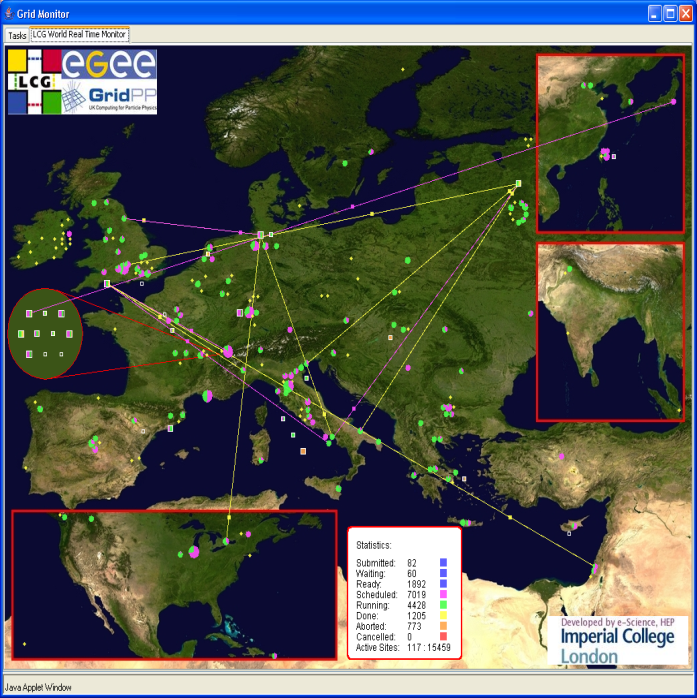 Grid Monitor
Tasks LCG World Real Time Monitor
LCG
eGee
GridPP
UK Computing for Particle Physics
Statistics:
Submitted: 82
Waiting: 60
Ready: 1892
Scheduled: 7019
Running: 4428
Done: 1205
Aborted: 773
Cancelled: 0
Active Sites: 117 : 15459
Developed by e-Science, HEP
Imperial College
London
Java Applet Window